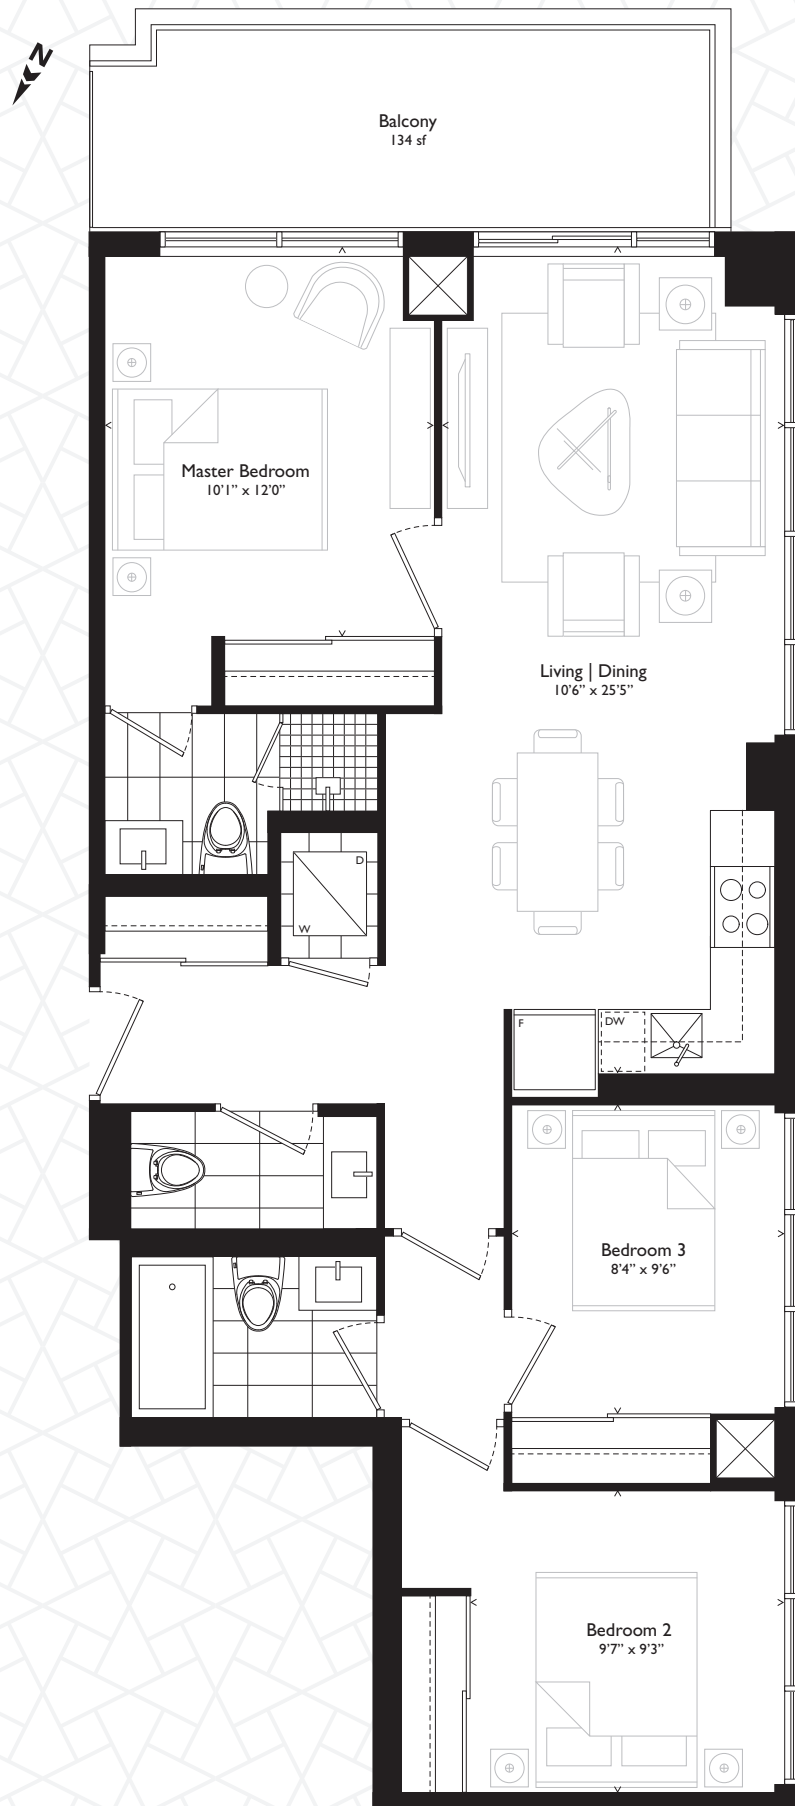 N
Balcony
134 sf
Master Bedroom
10'1" x 12'0"
Living | Dining
10'6" x 25'5"
D
W
F
DW
Bedroom 3
8'4" x 9'6"
Bedroom 2
9'7" x 9'3"